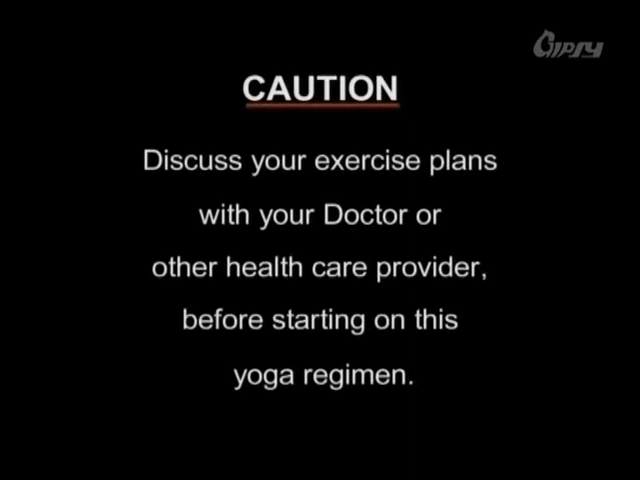 Gipsy
CAUTION
Discuss your exercise plans
with your Doctor or
other health care provider,
before starting on this
yoga regimen.